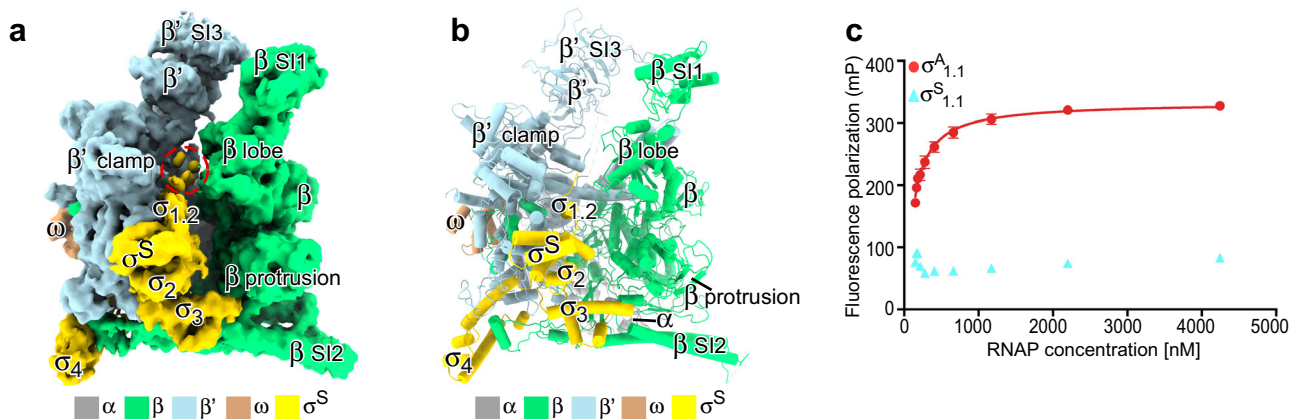 a
β' SI3
β SI1
β'
β' clamp
β lobe
β
σ1.2
ω
σS
σ2
β protrusion
σ3
β SI2
σ4
α β β' ω σS
b
β' SI3
β SI1
β'
β' clamp
β lobe
β
σ1.2
ω
σS
σ2
β protrusion
σ3
α
β SI2
σ4
α β β' ω σS
c
σA1.1
σS1.1
Fluorescence polarization (mP)
400
300
200
100
0
0 1000 2000 3000 4000 5000
RNAP concentration [nM]